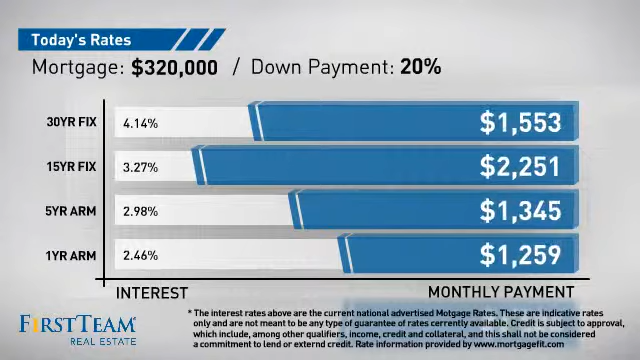 Today's Rates
Mortgage: $320,000 / Down Payment: 20%
30YR FIX 4.14% $1,553
15YR FIX 3.27% $2,251
5YR ARM 2.98% $1,345
1YR ARM 2.46% $1,259
INTEREST MONTHLY PAYMENT
FIRSTTEAM®
REAL ESTATE
* The interest rates above are the current national advertised Motgage Rates. These are indicative rates
only and are not meant to be any type of guarantee of rates cerrently available. Credit is subject to approval,
which include, among other qualifiers, income, credit and collateral, and this shall not be considered
a commitment to lend or externd credit. Rate information provided by www.mortgagefit.com